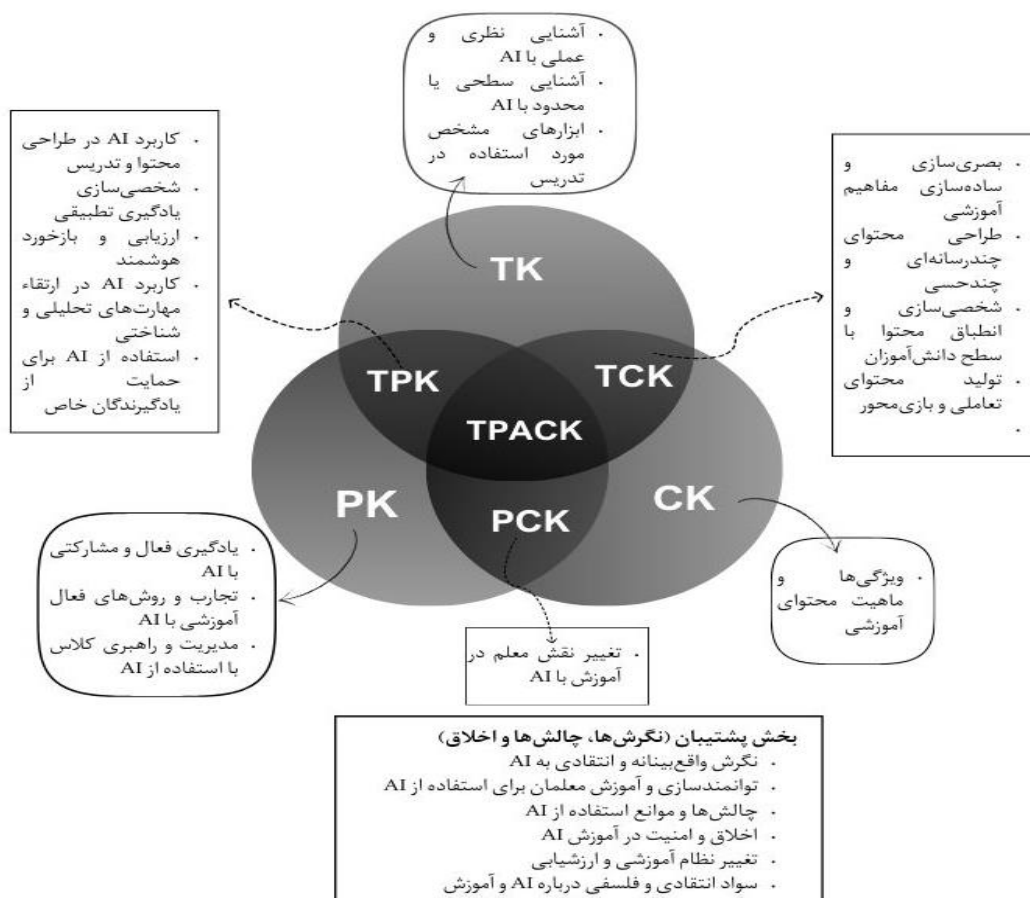 · آشنایی نظری و
عملی با AI
· آشنایی سطحی یا
محدود با AI
· ابزارهای مشخص
مورد استفاده در
تدریس
· بصری‌سازی و
ساده‌سازی مفاهیم
آموزشی
· طراحی محتوای
چندرسانه‌ای و
چندحسی
· شخصی‌سازی و
انطباق محتوا با
سطح دانش‌آموزان
· تولید محتوای
تعاملی و بازی‌محور
·
· کاربرد AI در طراحی
محتوا و تدریس
· شخصی‌سازی
یادگیری تطبیقی
· ارزیابی و بازخورد
هوشمند
· کاربرد AI در ارتقاء
مهارت‌های تحلیلی و
شناختی
· استفاده از AI برای
حمایت از
یادگیرندگان خاص
TK
TPK
TCK
TPACK
PK
CK
PCK
· ویژگی‌ها و
ماهیت محتوای
آموزشی
· یادگیری فعال و مشارکتی
با AI
· تجارب و روش‌های فعال
آموزشی با AI
· مدیریت و راهبری کلاس
با استفاده از AI
· تغییر نقش معلم در
آموزش با AI
بخش پشتیبان (نگرش‌ها، چالش‌ها و اخلاق)
· نگرش واقع‌بینانه و انتقادی به AI
· توانمندسازی و آموزش معلمان برای استفاده از AI
· چالش‌ها و موانع استفاده از AI
· اخلاق و امنیت در آموزش AI
· تغییر نظام آموزشی و ارزشیابی
· سواد انتقادی و فلسفی درباره AI و آموزش